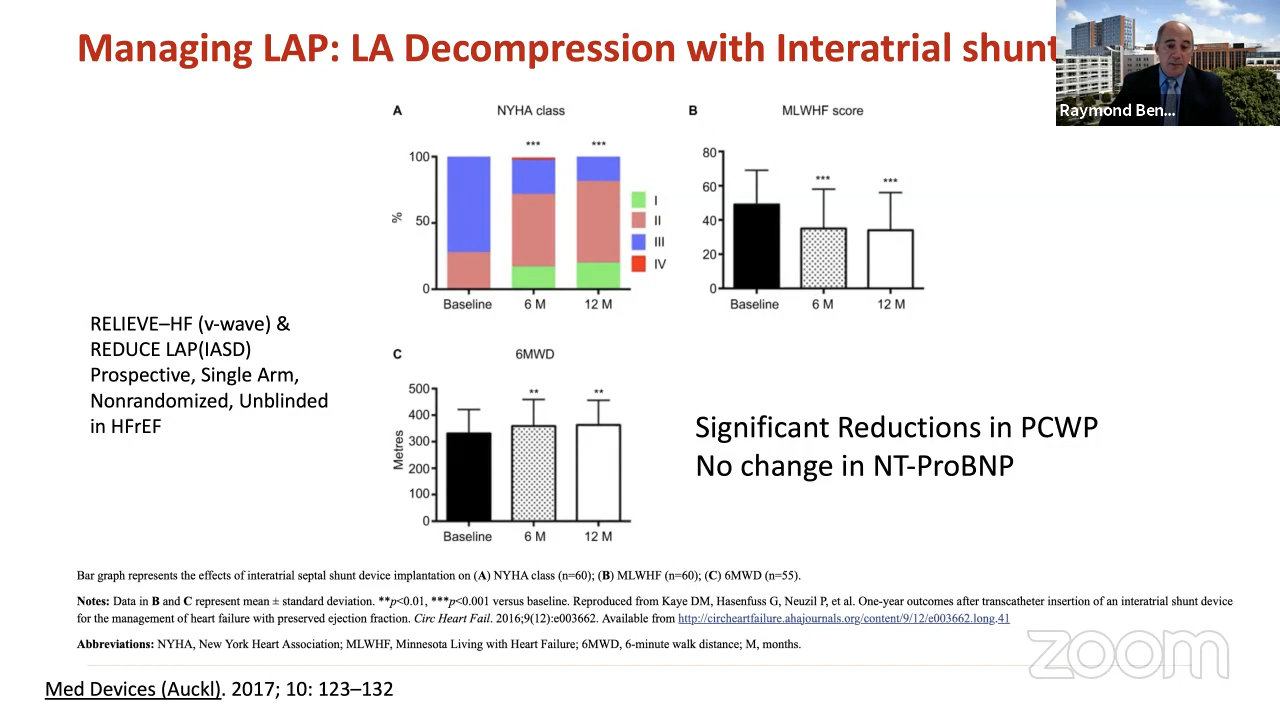 Managing LAP: LA Decompression with Interatrial shunt
Raymond Ben...
A
NYHA class
***
***
100
50
0
%
Baseline
6 M
12 M
I
II
III
IV
B
MLWHF score
80
60
40
20
0
***
***
Baseline
6 M
12 M
RELIEVE–HF (v-wave) &
REDUCE LAP(IASD)
Prospective, Single Arm,
Nonrandomized, Unblinded
in HFrEF
C
6MWD
500
400
300
200
100
0
Metres
**
**
Baseline
6 M
12 M
Significant Reductions in PCWP
No change in NT-ProBNP
Bar graph represents the effects of interatrial septal shunt device implantation on (A) NYHA class (n=60); (B) MLWHF (n=60); (C) 6MWD (n=55).
Notes: Data in B and C represent mean ± standard deviation. **p<0.01, ***p<0.001 versus baseline. Reproduced from Kaye DM, Hasenfuss G, Neuzil P, et al. One-year outcomes after transcatheter insertion of an interatrial shunt device
for the management of heart failure with preserved ejection fraction. Circ Heart Fail. 2016;9(12):e003662. Available from http://circheartfailure.ahajournals.org/content/9/12/e003662.long.41
Abbreviations: NYHA, New York Heart Association; MLWHF, Minnesota Living with Heart Failure; 6MWD, 6-minute walk distance; M, months.
zoom
Med Devices (Auckl). 2017; 10: 123–132